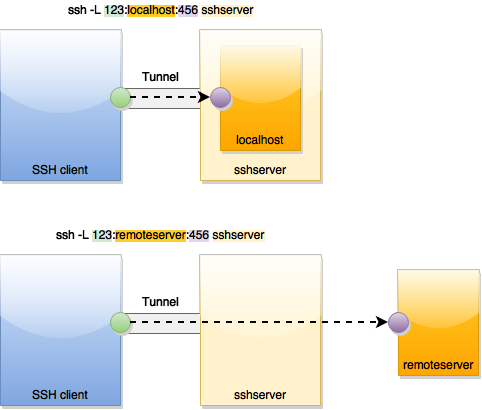 ssh -L 123:localhost:456 sshserver
Tunnel
localhost
SSH client
sshserver
ssh -L 123:remoteserver:456 sshserver
Tunnel
remoteserver
SSH client
sshserver